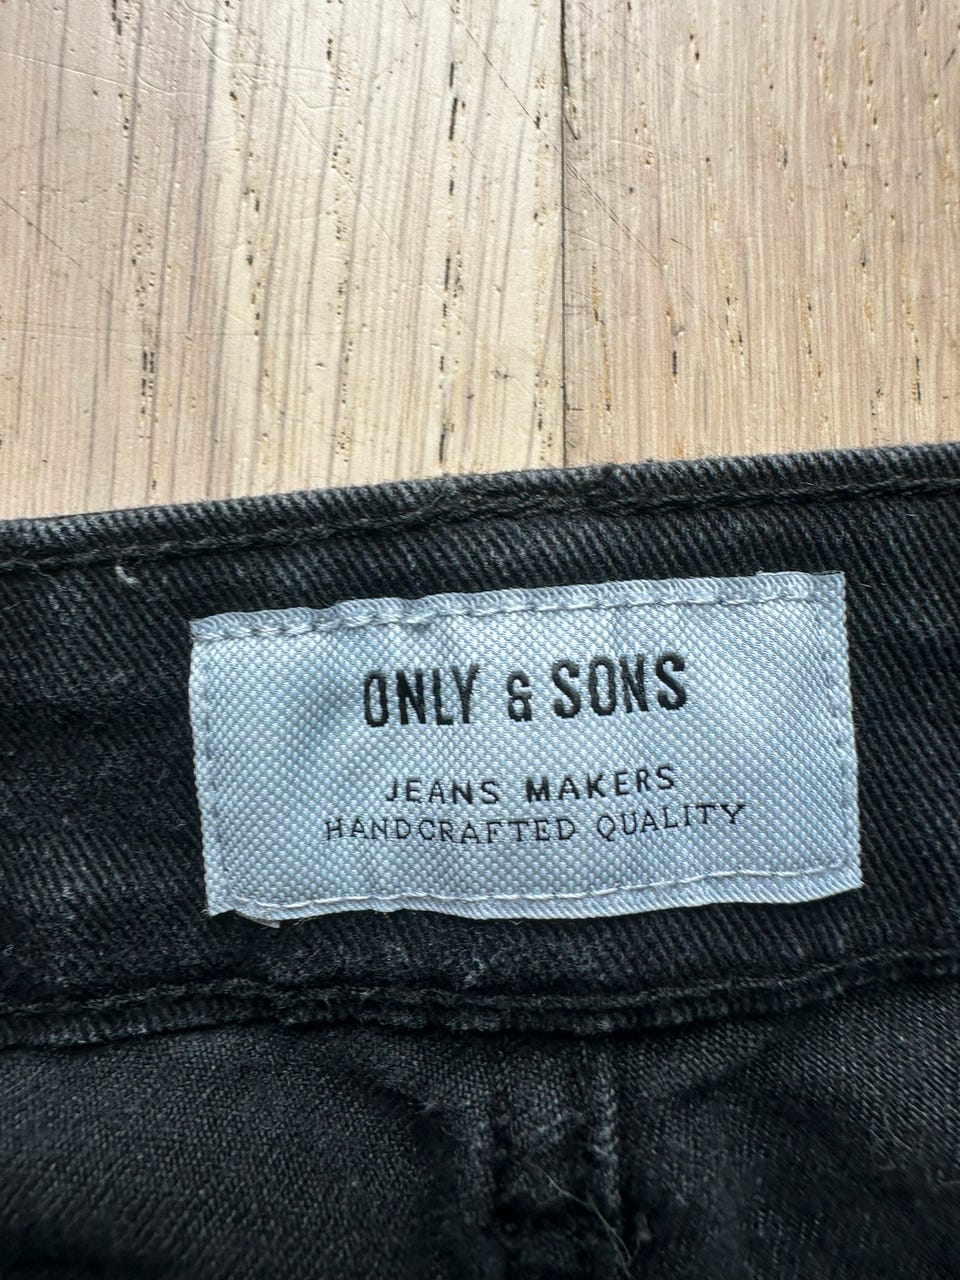 ONLY & SONS
JEANS MAKERS
HANDCRAFTED QUALITY